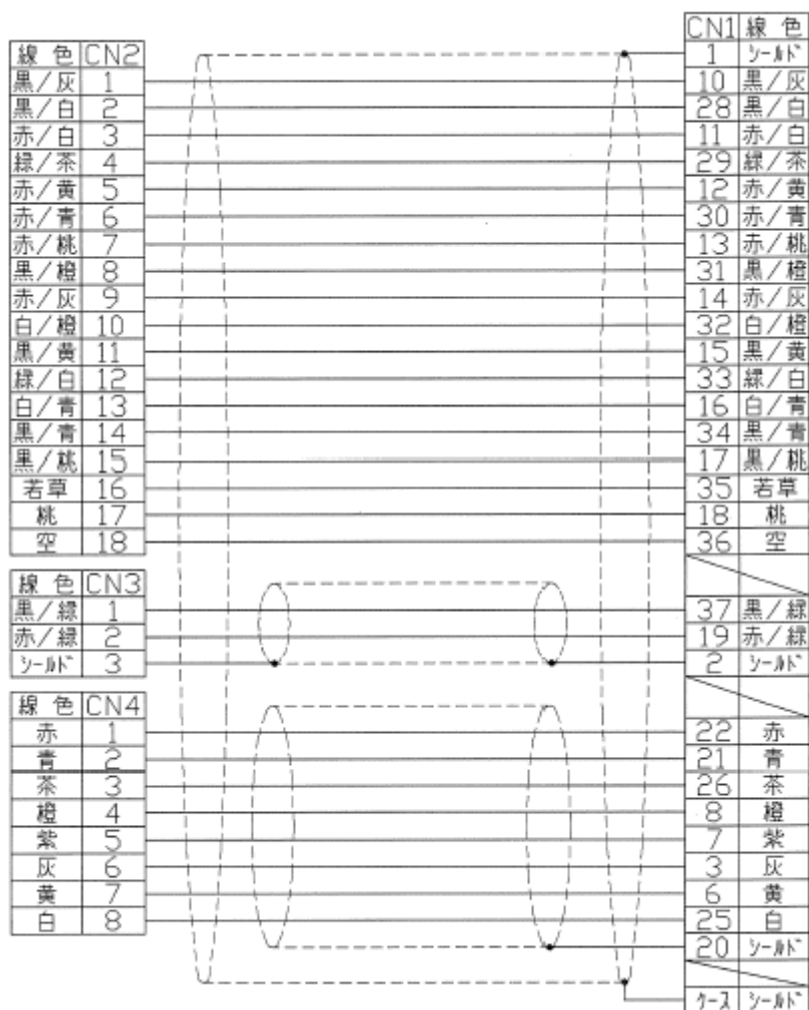 線 色 CN2
黒/灰 1
黒/白 2
赤/白 3
緑/茶 4
赤/黄 5
赤/青 6
赤/桃 7
黒/橙 8
赤/灰 9
白/橙 10
黒/黄 11
緑/白 12
白/青 13
黒/青 14
黒/桃 15
若草 16
桃 17
空 18
線 色 CN3
黒/緑 1
赤/緑 2
シールド 3
線 色 CN4
赤 1
青 2
茶 3
橙 4
紫 5
灰 6
黄 7
白 8
CN1 線 色
1 シールド
10 黒/灰
28 黒/白
11 赤/白
29 緑/茶
12 赤/黄
30 赤/青
13 赤/桃
31 黒/橙
14 赤/灰
32 白/橙
15 黒/黄
33 緑/白
16 白/青
34 黒/青
17 黒/桃
35 若草
18 桃
36 空
37 黒/緑
19 赤/緑
2 シールド
22 赤
21 青
26 茶
8 橙
7 紫
3 灰
6 黄
25 白
20 シールド
ケース シールド